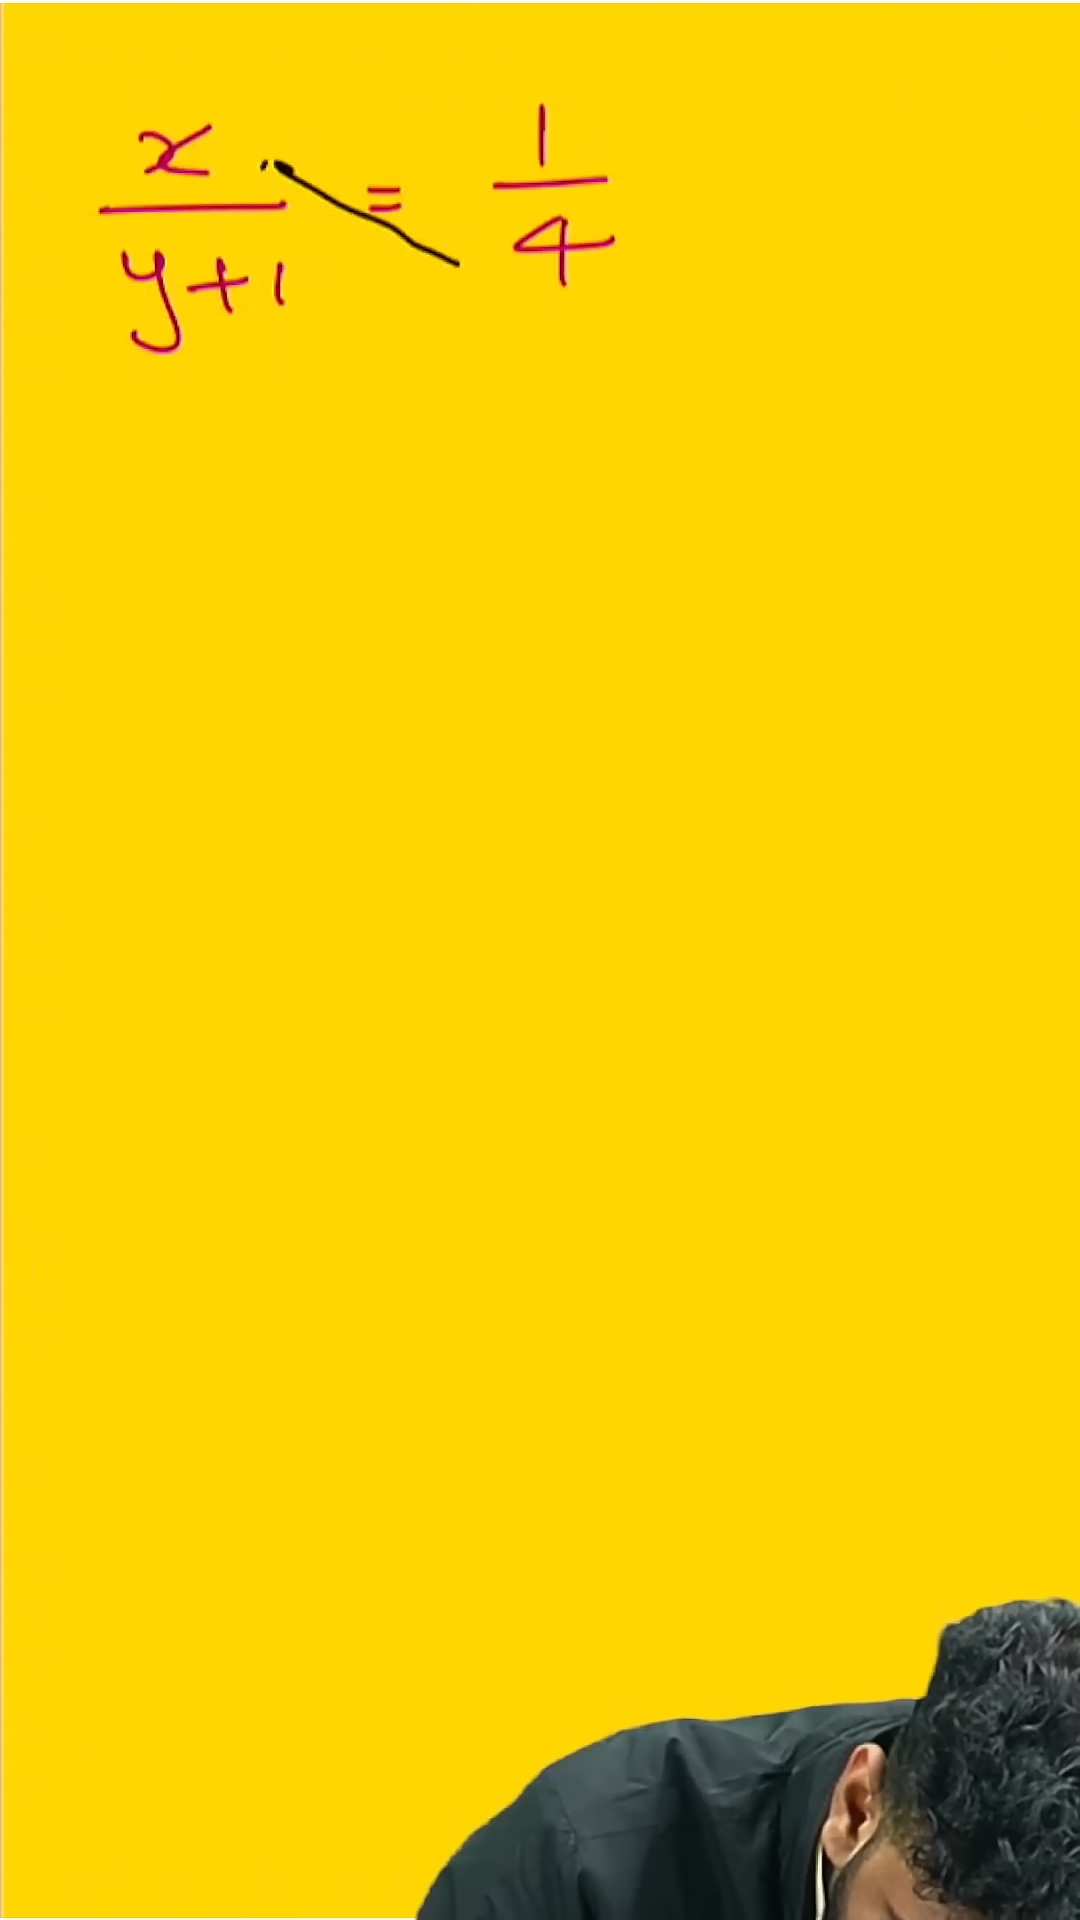 x/(y+1) = 1/4